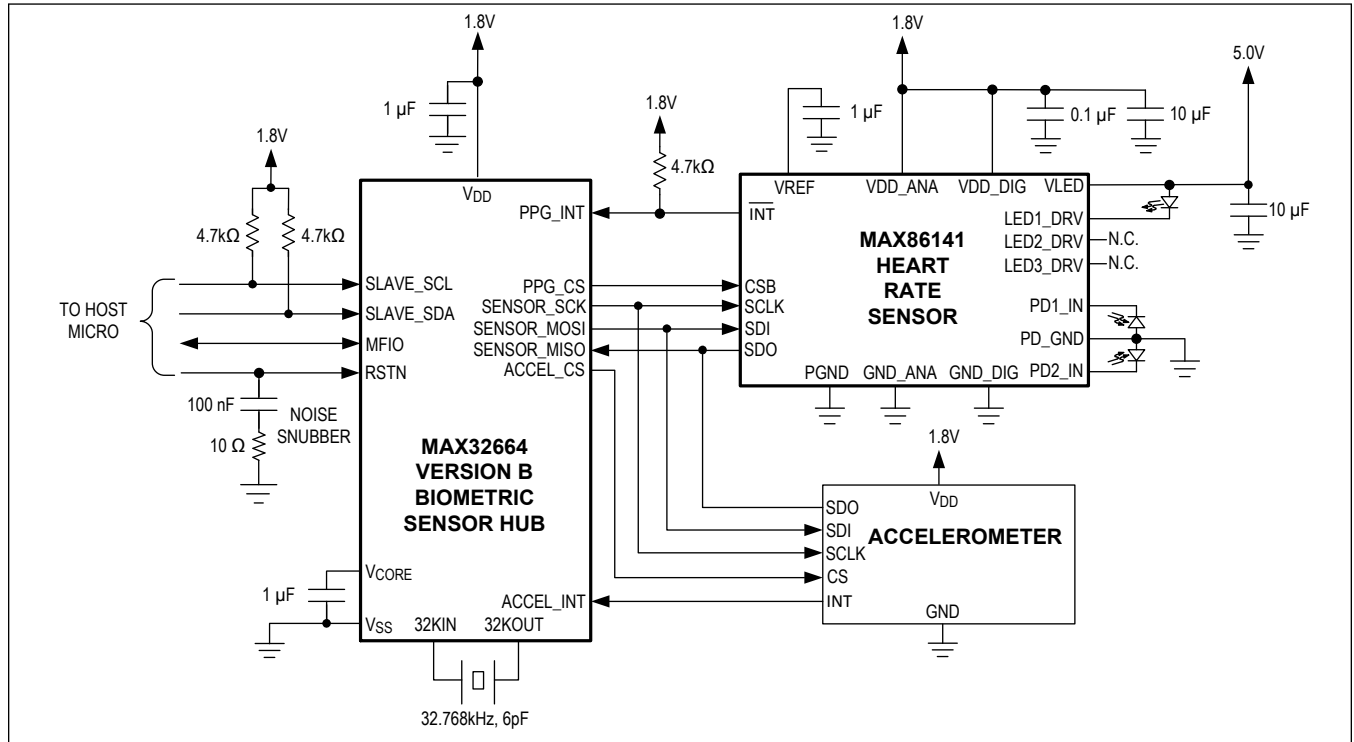 1.8V
1.8V
5.0V
1 µF
1.8V
1 µF
0.1 µF
10 µF
1.8V
4.7kΩ
VDD
VREF
VDD_ANA
VDD_DIG
VLED
PPG_INT
INT
LED1_DRV
10 µF
4.7kΩ
4.7kΩ
MAX86141
HEART
RATE
SENSOR
LED2_DRV
N.C.
LED3_DRV
N.C.
TO HOST
MICRO
SLAVE_SCL
SLAVE_SDA
MFIO
RSTN
PPG_CS
SENSOR_SCK
SENSOR_MOSI
SENSOR_MISO
ACCEL_CS
CSB
SCLK
SDI
SDO
PD1_IN
PD_GND
PD2_IN
PGND
GND_ANA
GND_DIG
100 nF
10 Ω
NOISE
SNUBBER
MAX32664
VERSION B
BIOMETRIC
SENSOR HUB
1.8V
VDD
SDO
SDI
SCLK
CS
INT
ACCELEROMETER
GND
VCORE
1 µF
VSS
32KIN
32KOUT
ACCEL_INT
32.768kHz, 6pF